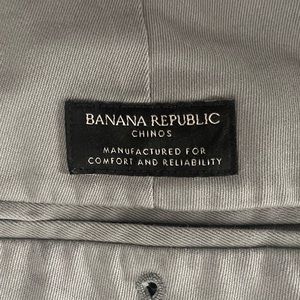 BANANA REPUBLIC
CHINOS
MANUFACTURED FOR
COMFORT AND RELIABILITY